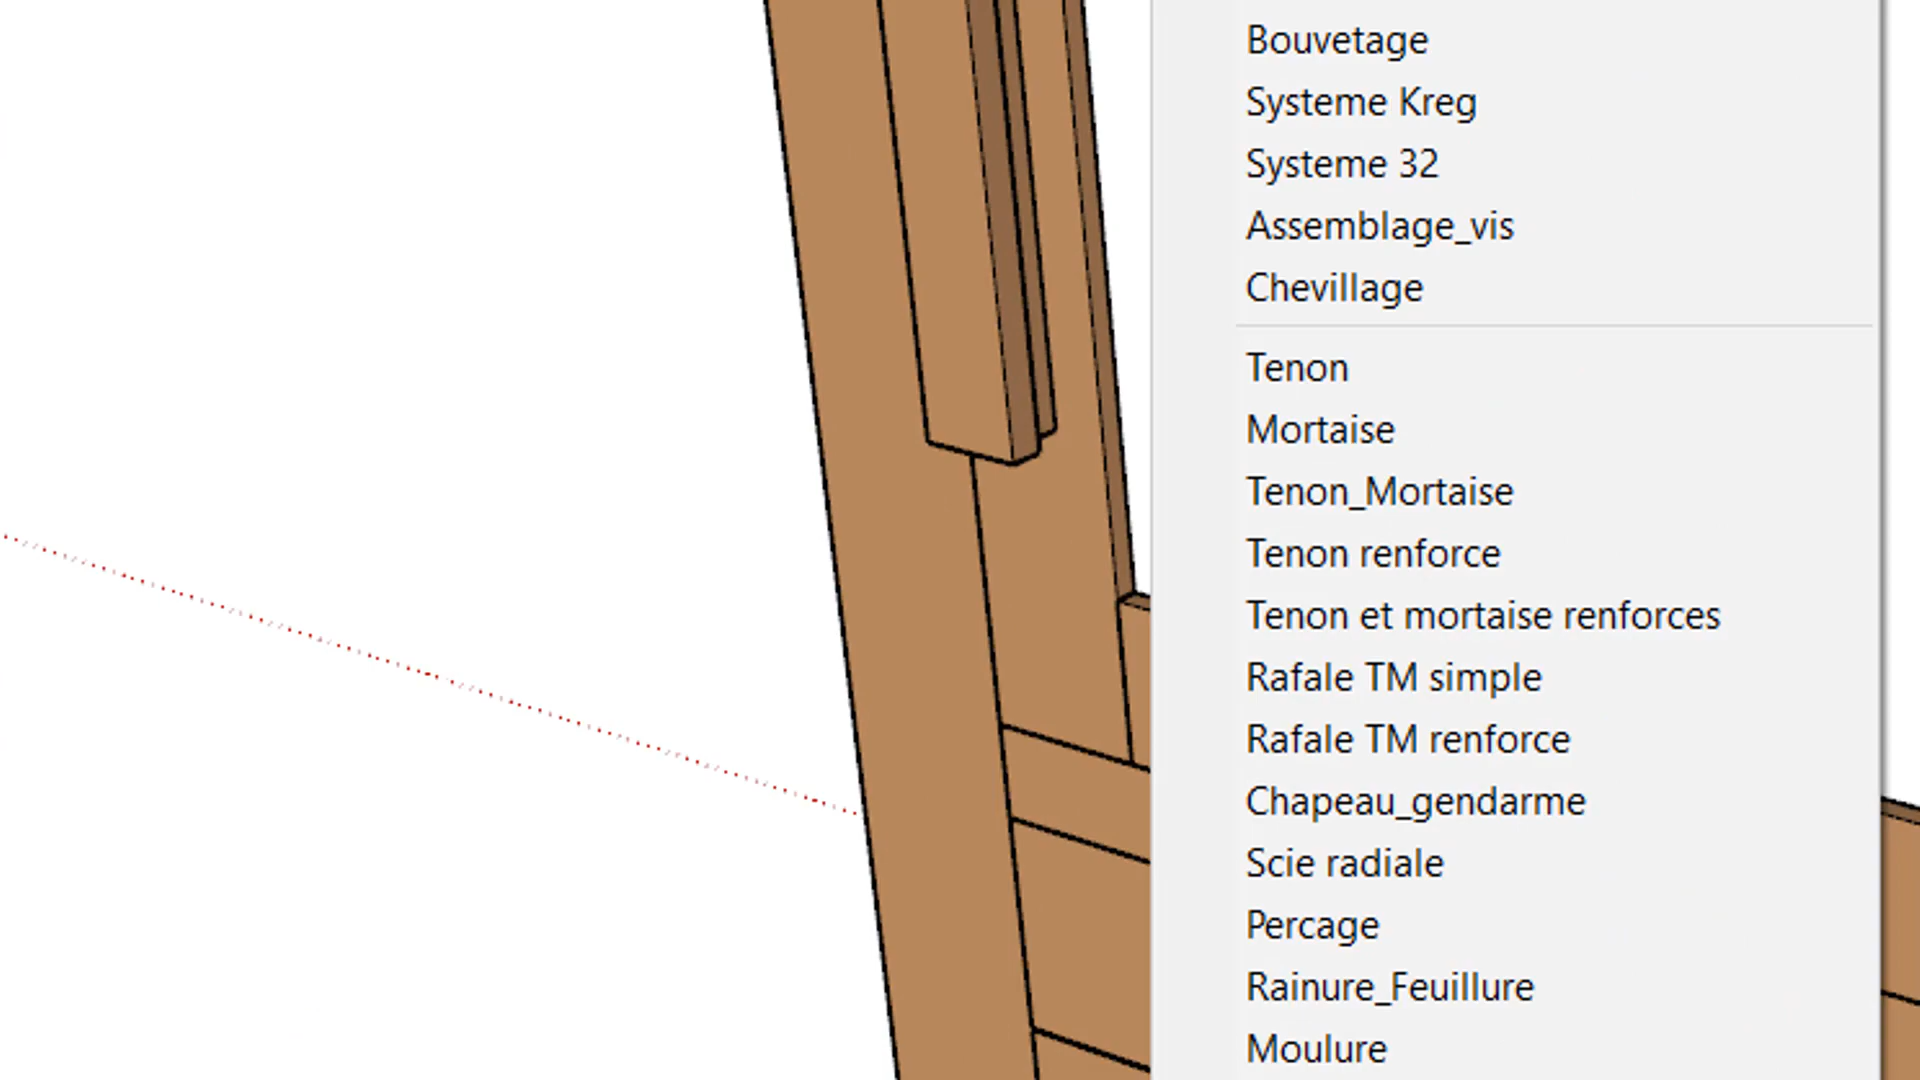 Bouvetage
Systeme Kreg
Systeme 32
Assemblage_vis
Chevillage
Tenon
Mortaise
Tenon_Mortaise
Tenon renforce
Tenon et mortaise renforces
Rafale TM simple
Rafale TM renforce
Chapeau_gendarme
Scie radiale
Percage
Rainure_Feuillure
Moulure